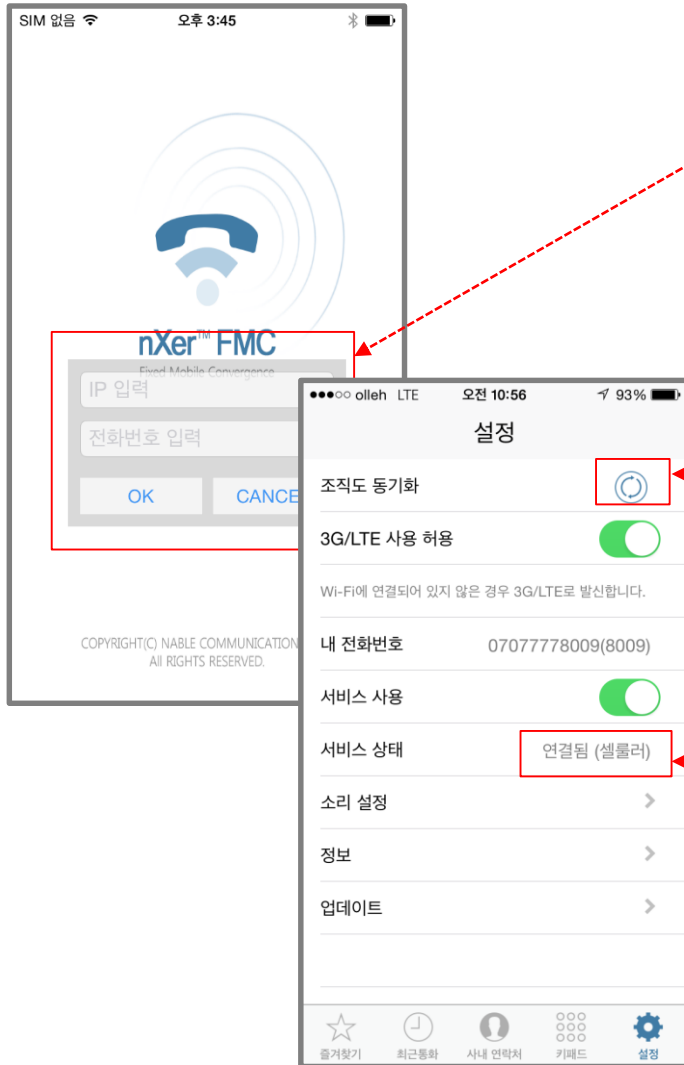 SIM 없음 오후 3:45
nXer™ FMC
Fixed Mobile Convergence
IP 입력
전화번호 입력
OK CANCE
COPYRIGHT(C) NABLE COMMUNICATION
All RIGHTS RESERVED.
olleh LTE 오전 10:56 93%
설정
조직도 동기화
3G/LTE 사용 허용
Wi-Fi에 연결되어 있지 않은 경우 3G/LTE로 발신합니다.
내 전화번호 07077778009(8009)
서비스 사용
서비스 상태 연결됨 (셀룰러)
소리 설정
정보
업데이트
즐겨찾기 최근통화 사내 연락처 키패드 설정